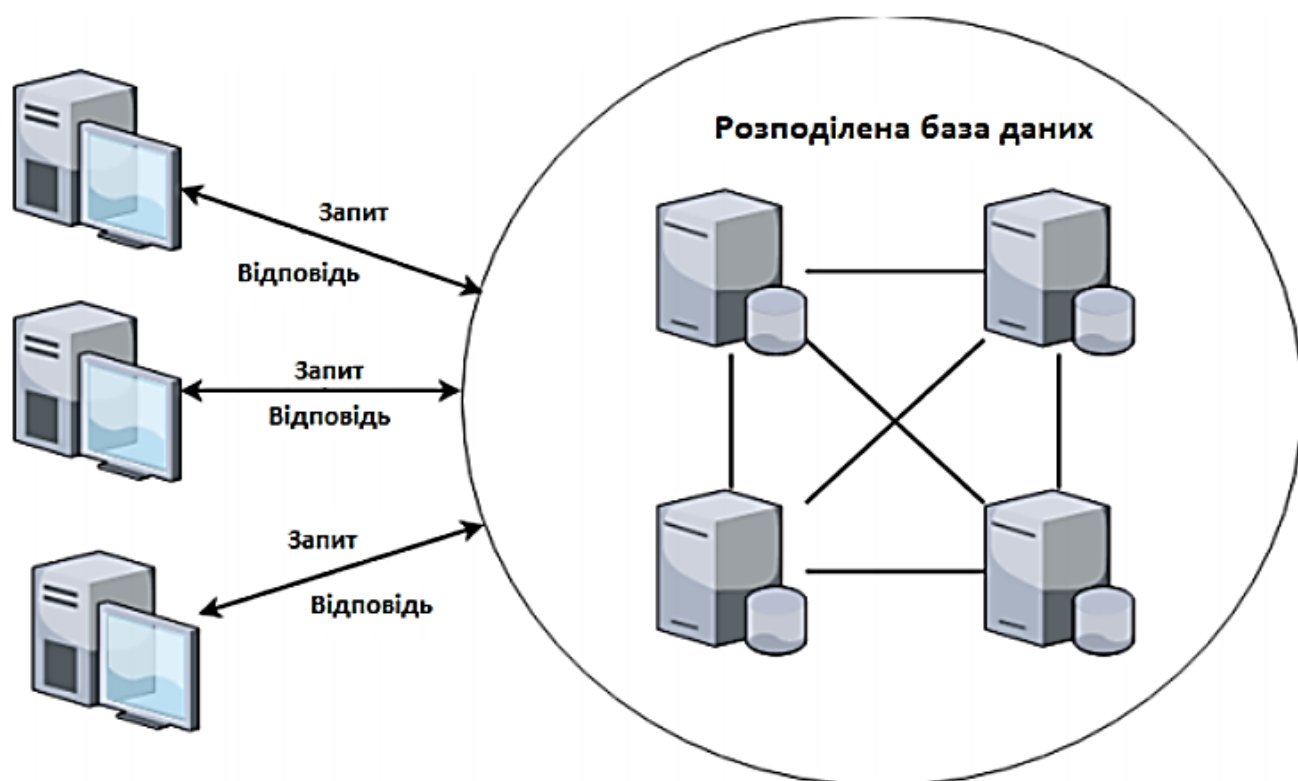 Розподілена база даних
Запит
Відповідь
Запит
Відповідь
Запит
Відповідь